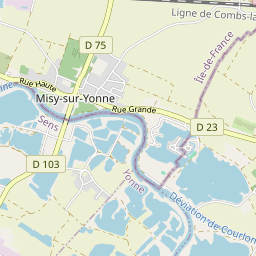 Ligne de Combs-la
D 75
Île-de-France
Rue Haute
Misy-sur-Yonne
Rue Grande
Sens
D 23
D 103
Yonne
Déviation de Courlon